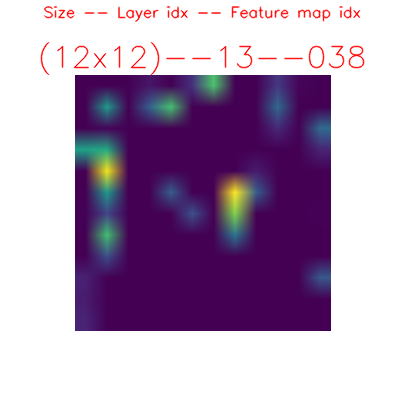 Size -- Layer idx -- Feature map idx
(12x12)--13--038